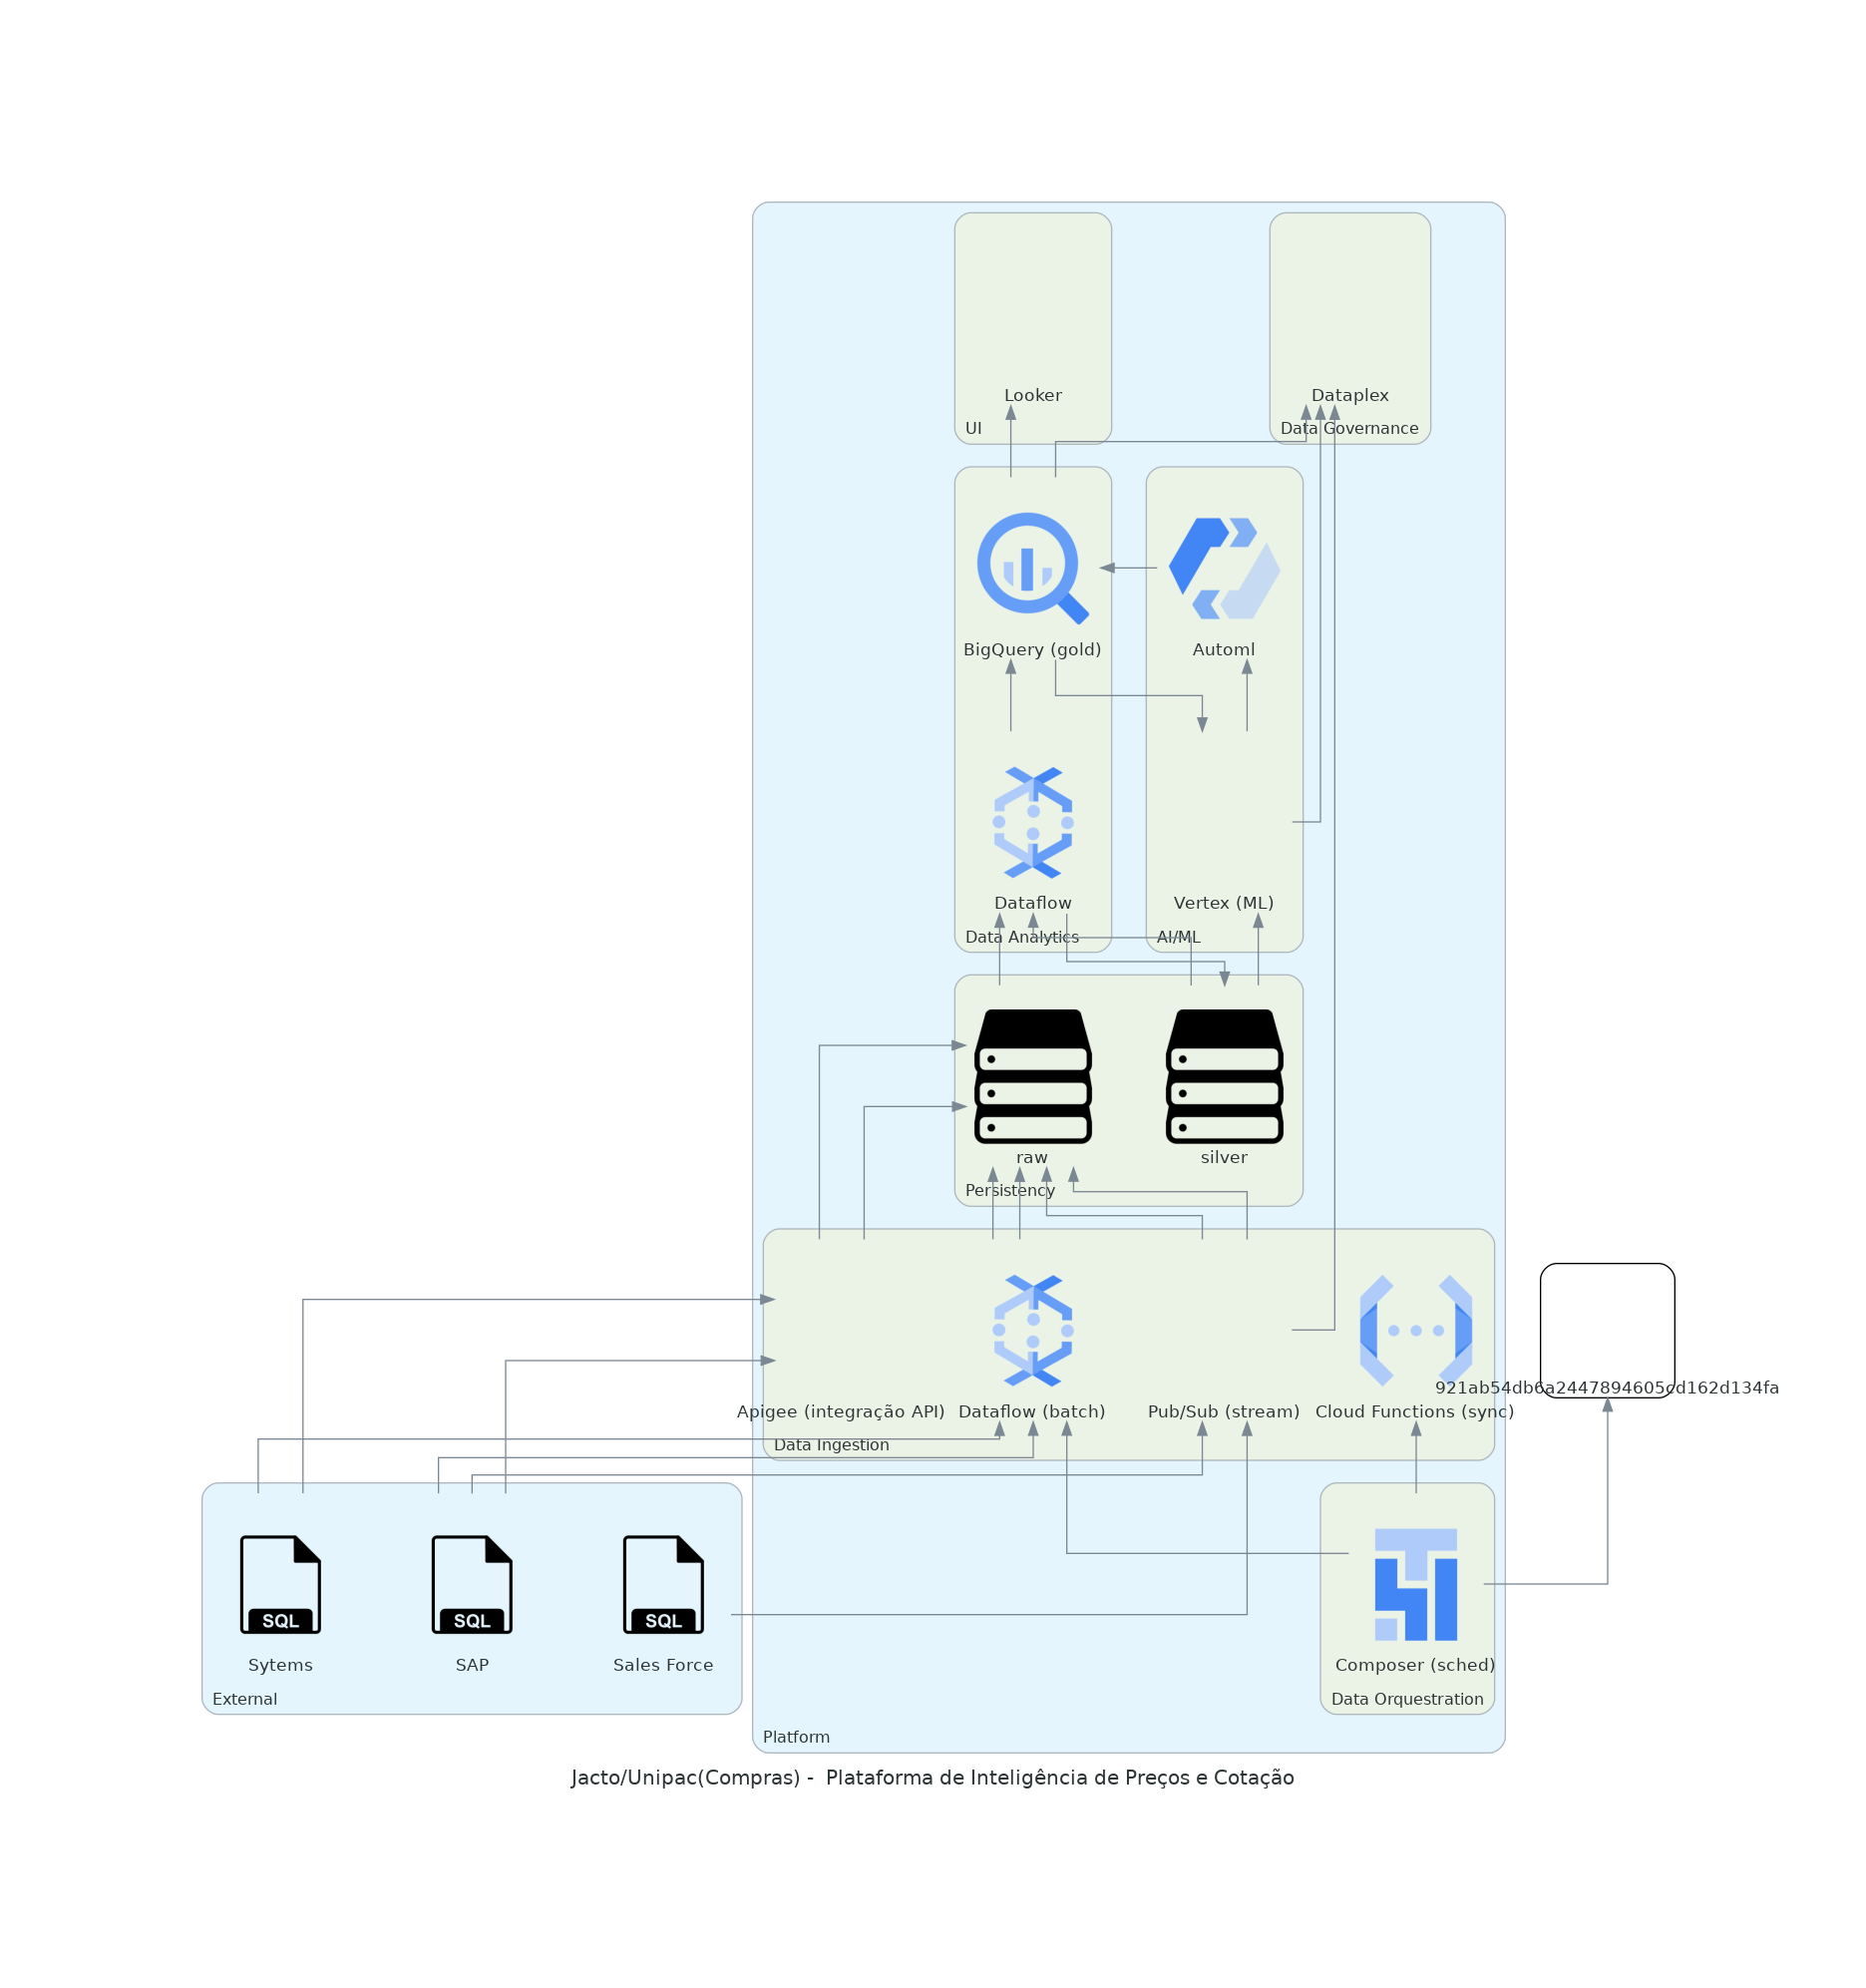 Looker
UI
Dataplex
Data Governance
BigQuery (gold)
Automl
Dataflow
Data Analytics
Vertex (ML)
AI/ML
raw
silver
Persistency
Apigee (integração API)
Dataflow (batch)
Pub/Sub (stream)
Cloud Functions (sync)
Data Ingestion
921ab54db6a2447894605cd162d134fa
SQL
SQL
SQL
Sytems
SAP
Sales Force
External
Composer (sched)
Data Orquestration
Platform
Jacto/Unipac(Compras) -  Plataforma de Inteligência de Preços e Cotação